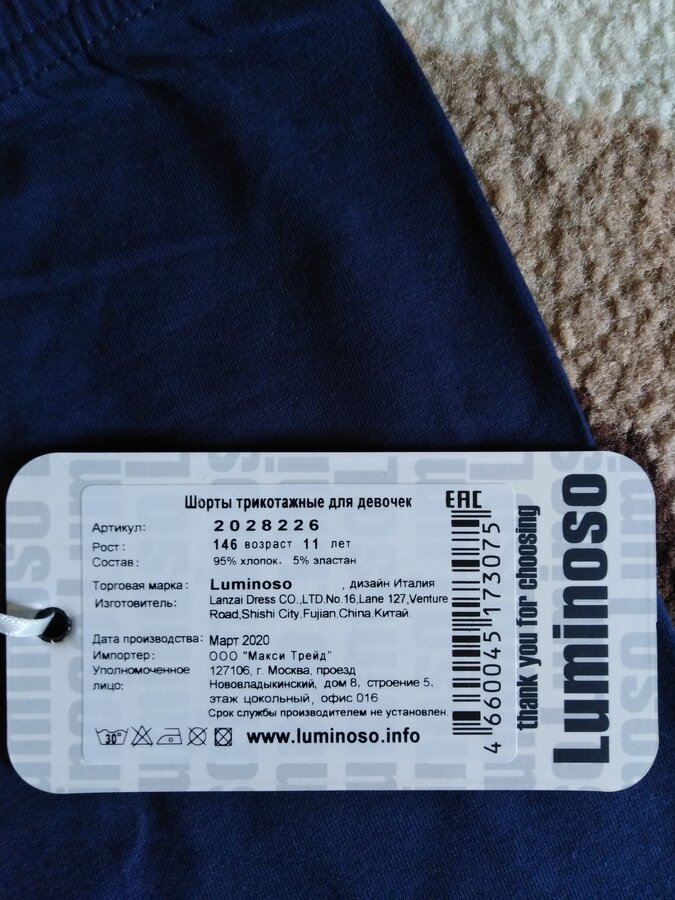 Шорты трикотажные для девочек
EAC
Артикул: 2028226
Рост: 146 возраст 11 лет
Состав: 95% хлопок. 5% эластан
Торговая марка: Luminoso , дизайн Италия
Изготовитель: Lanzai Dress CO.,LTD.No.16,Lane 127,Venture
Road,Shishi City,Fujian,China,Китай.
Дата производства: Март 2020
Импортер: ООО "Макси Трейд"
Уполномоченное 127106, г. Москва, проезд
лицо: Нововладыкинский, дом 8, строение 5,
этаж цокольный, офис 016
Срок службы производителем не установлен
30° www.luminoso.info
4 660045 173075
thank you for choosing
Luminoso